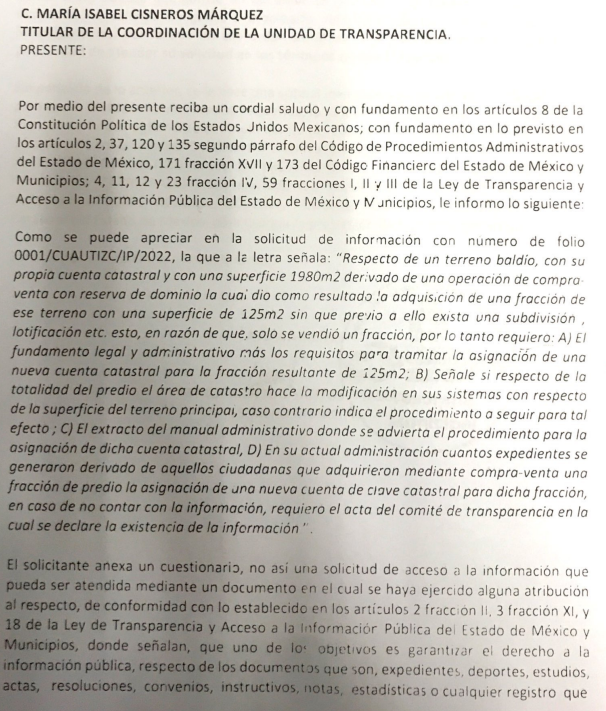 C. MARÍA ISABEL CISNEROS MÁRQUEZ
TITULAR DE LA COORDINACIÓN DE LA UNIDAD DE TRANSPARENCIA.
PRESENTE:
Por medio del presente reciba un cordial saludo y con fundamento en los artículos 8 de la
Constitución Política de los Estados Unidos Mexicanos; con fundamento en lo previsto en
los artículos 2, 37, 120 y 135 segundo párrafo del Código de Procedimientos Administrativos
del Estado de México, 171 fracción XVII y 173 del Código Financiero del Estado de México y
Municipios; 4, 11, 12 y 23 fracción IV, 59 fracciones I, II y III de la Ley de Transparencia y
Acceso a la Información Pública del Estado de México y Municipios, le informo lo siguiente:
Como se puede apreciar en la solicitud de información con numero de folio
0001/CUAUTIZC/IP/2022, la que a la letra señala: "Respecto de un terreno baldío, con su
propia cuenta catastral y con una superficie 1980m2 derivado de una operación de compra-
venta con reserva de dominio la cual dio como resultado la adquisición de una fracción de
ese terreno con una superficie de 125m2 sin que previo a ello exista una subdivisión ,
lotificación etc. esto, en razón de que, solo se vendió un fracción, por lo tanto requiero: A) El
fundamento legal y administrativo más los requisitos para tramitar la asignación de una
nueva cuenta catastral para la fracción resultante de 125m2; B) Señale si respecto de la
totalidad del predio el área de catastro hace la modificación en sus sistemas con respecto
de la superficie del terreno principal, caso contrario indica el procedimiento a seguir para tal
efecto ; C) El extracto del manual administrativo donde se advierta el procedimiento para la
asignación de dicha cuenta catastral, D) En su actual administración cuantos expedientes se
generaron derivado de aquellos ciudadanas que adquirieron mediante compra-venta una
fracción de predio la asignación de una nueva cuenta de clave catastral para dicha fracción,
en caso de no contar con la información, requiero el acta del comité de transparencia en la
cual se declare la existencia de la información ".
El solicitante anexa un cuestionario, no así una solicitud de acceso a la información que
pueda ser atendida mediante un documento en el cual se haya ejercido alguna atribución
al respecto, de conformidad con lo establecido en los artículos 2 fracción II, 3 fracción XI, y
18 de la Ley de Transparencia y Acceso a la Información Pública del Estado de México y
Municipios, donde señalan, que uno de los objetivos es garantizar el derecho a la
información pública, respecto de los documentos que son, expedientes, deportes, estudios,
actas, resoluciones, convenios, instructivos, notas, estadísticas o cualquier registro que